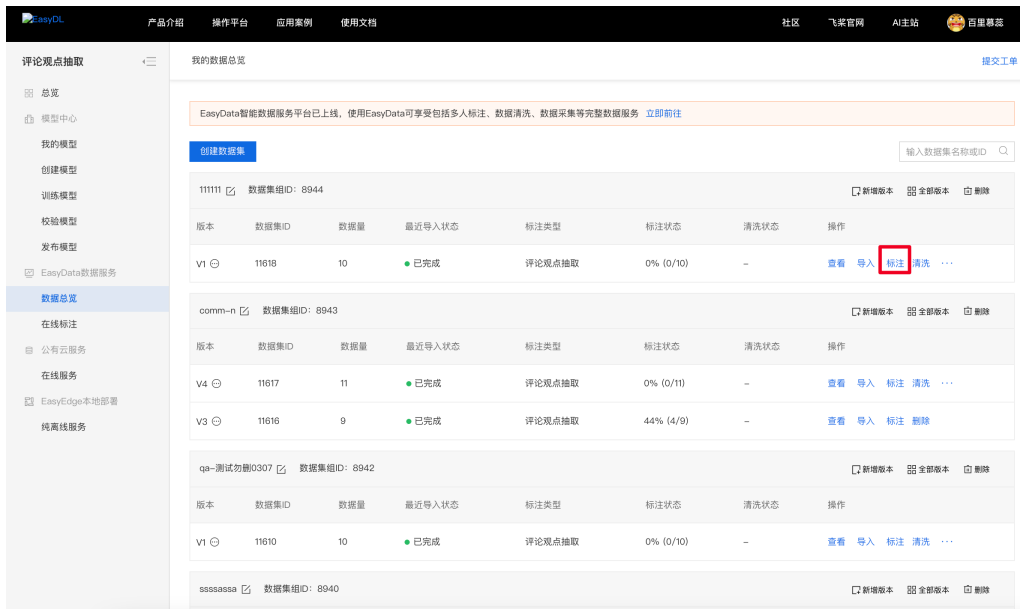 EasyDL 产品介绍 操作平台 应用案例 使用文档 社区 飞桨官网 AI主站 百里慕蕊
评论观点抽取
总览
模型中心
我的模型
创建模型
训练模型
校验模型
发布模型
EasyData数据服务
数据总览
在线标注
公有云服务
在线服务
EasyEdge本地部署
纯离线服务
我的数据总览 提交工单
EasyData智能数据服务平台已上线，使用EasyData可享受包括多人标注、数据清洗、数据采集等完整数据服务 立即前往
创建数据集 输入数据集名称或ID
111111 数据集组ID：8944 新增版本 全部版本 删除
版本 数据集ID 数据量 最近导入状态 标注类型 标注状态 清洗状态 操作
V1 11618 10 已完成 评论观点抽取 0% (0/10) – 查看 导入 标注 清洗 ···
comm-n 数据集组ID：8943 新增版本 全部版本 删除
版本 数据集ID 数据量 最近导入状态 标注类型 标注状态 清洗状态 操作
V4 11617 11 已完成 评论观点抽取 0% (0/11) – 查看 导入 标注 清洗 ···
V3 11616 9 已完成 评论观点抽取 44% (4/9) – 查看 导入 标注 删除
qa-测试勿删0307 数据集组ID：8942 新增版本 全部版本 删除
版本 数据集ID 数据量 最近导入状态 标注类型 标注状态 清洗状态 操作
V1 11610 10 已完成 评论观点抽取 0% (0/10) – 查看 导入 标注 清洗 ···
ssssassa 数据集组ID：8940 新增版本 全部版本 删除